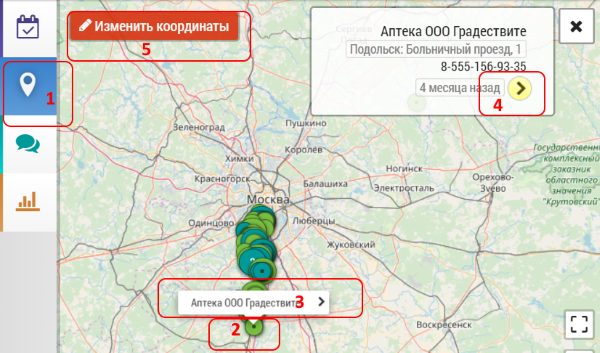 Изменить координаты
5
1
Аптека ООО Градествите
Подольск: Больничный проезд, 1
8-555-156-93-35
4 месяца назад
4
Пушкино
Зеленоград
Королёв
Химки
Ногинск
Красногорск
Балашиха
Электросталь
Орехово-
Зуево
Государственный
комплексный
заказник
областного
значения
"Крутовский"
Москва
Одинцово
Люберцы
Жуковский
Аптека ООО Градествите
3
2
Воскресенск